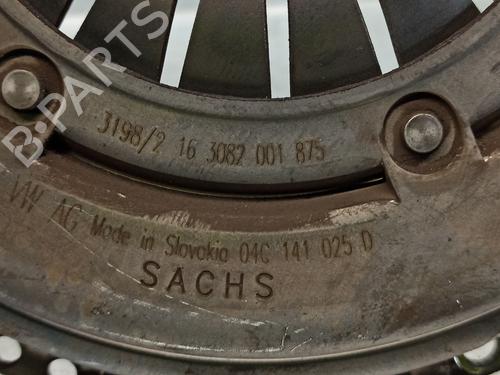 B-PARTS
3198/2 16 3082 001 875
VW AG Made in Slovakia 04C 141 025 D
SACHS